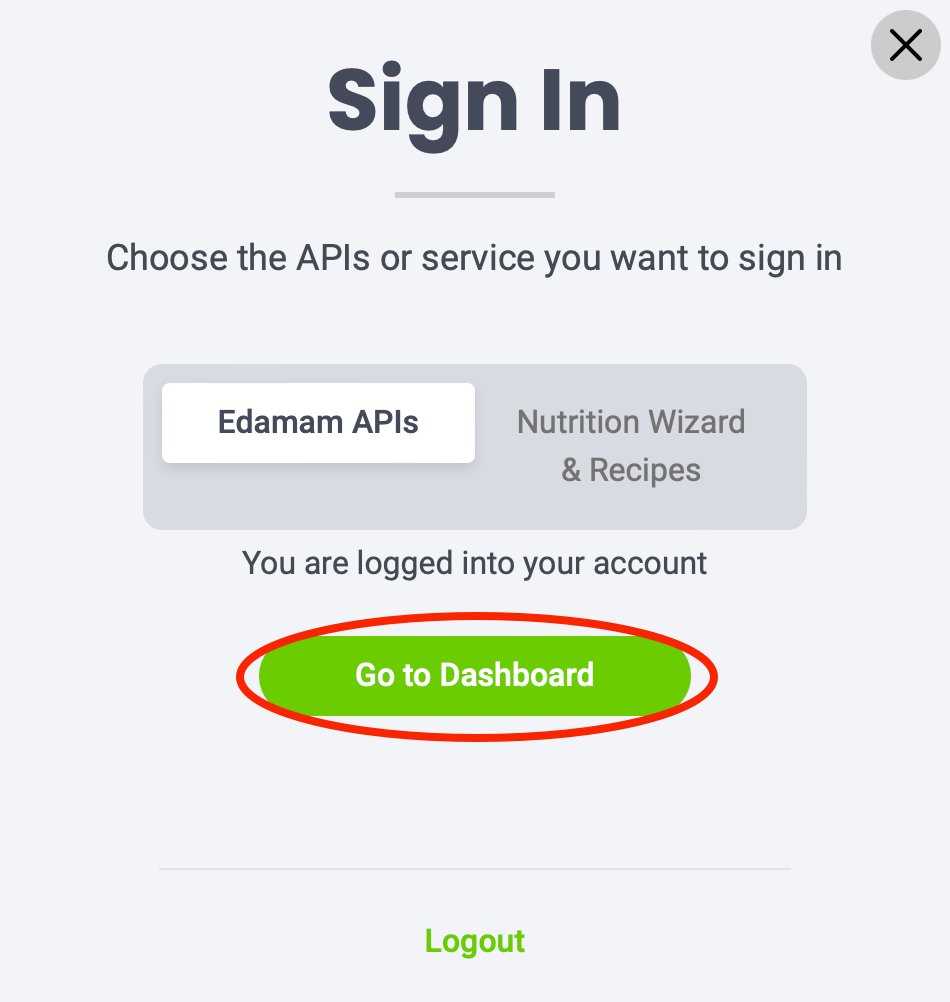 Sign In
Choose the APIs or service you want to sign in
Edamam APIs
Nutrition Wizard
& Recipes
You are logged into your account
Go to Dashboard
Logout